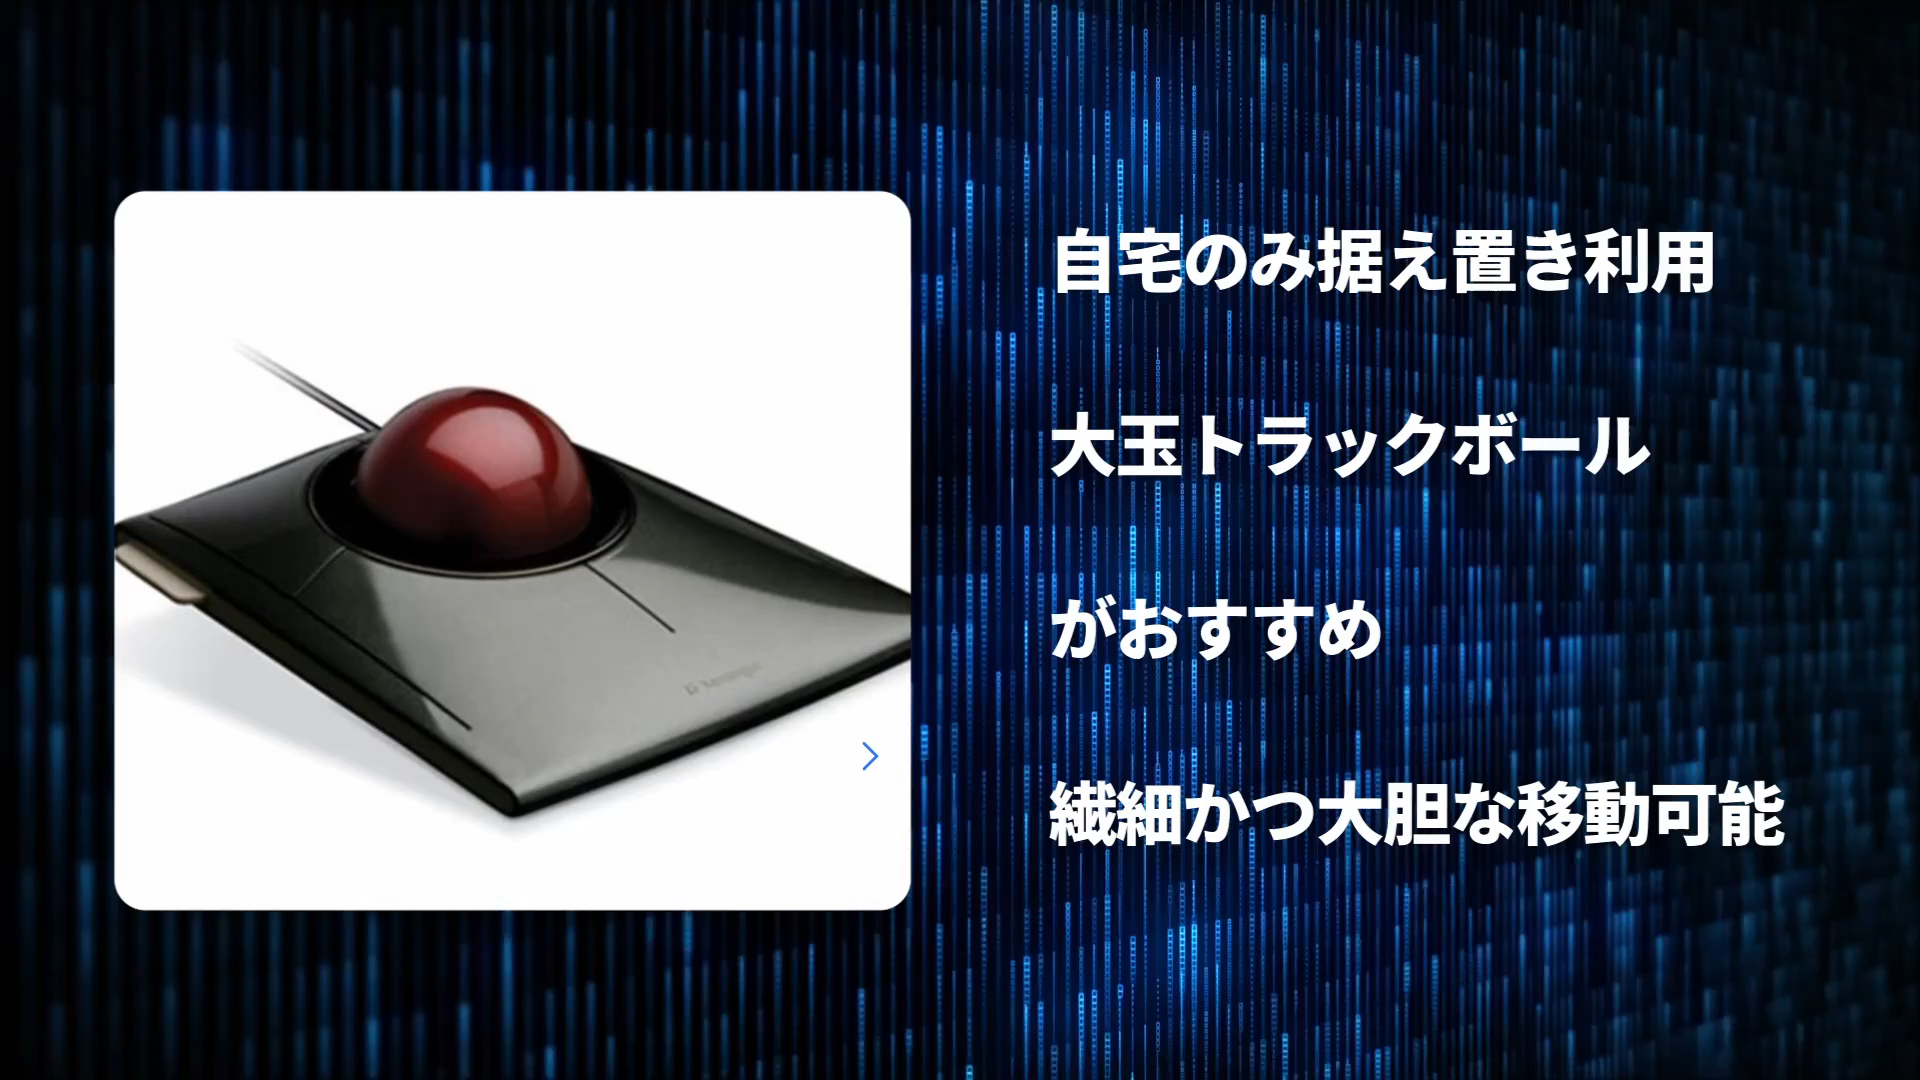 自宅のみ据え置き利用
大玉トラックボール
がおすすめ
繊細かつ大胆な移動可能
Kensington